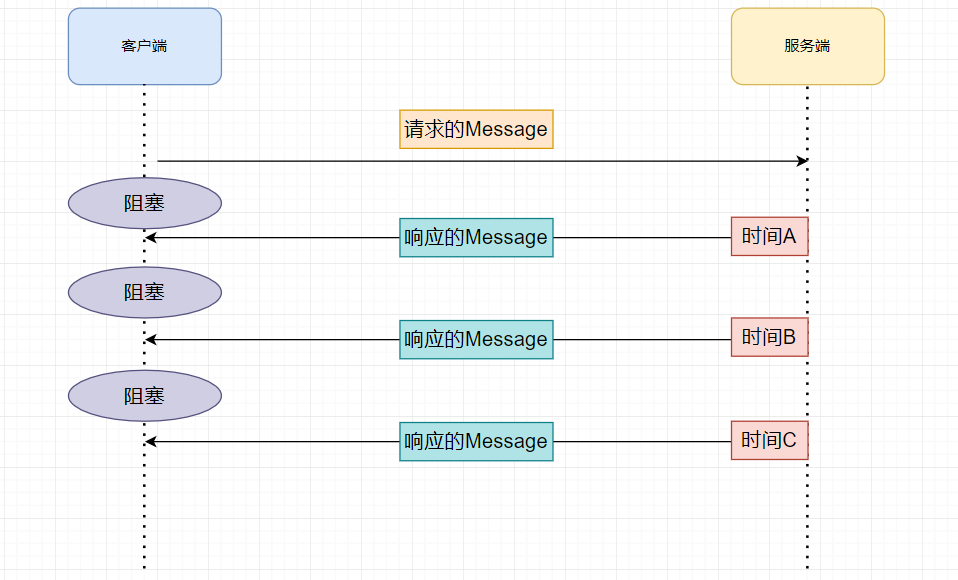 客户端
服务端
请求的Message
阻塞
响应的Message
时间A
阻塞
响应的Message
时间B
阻塞
响应的Message
时间C